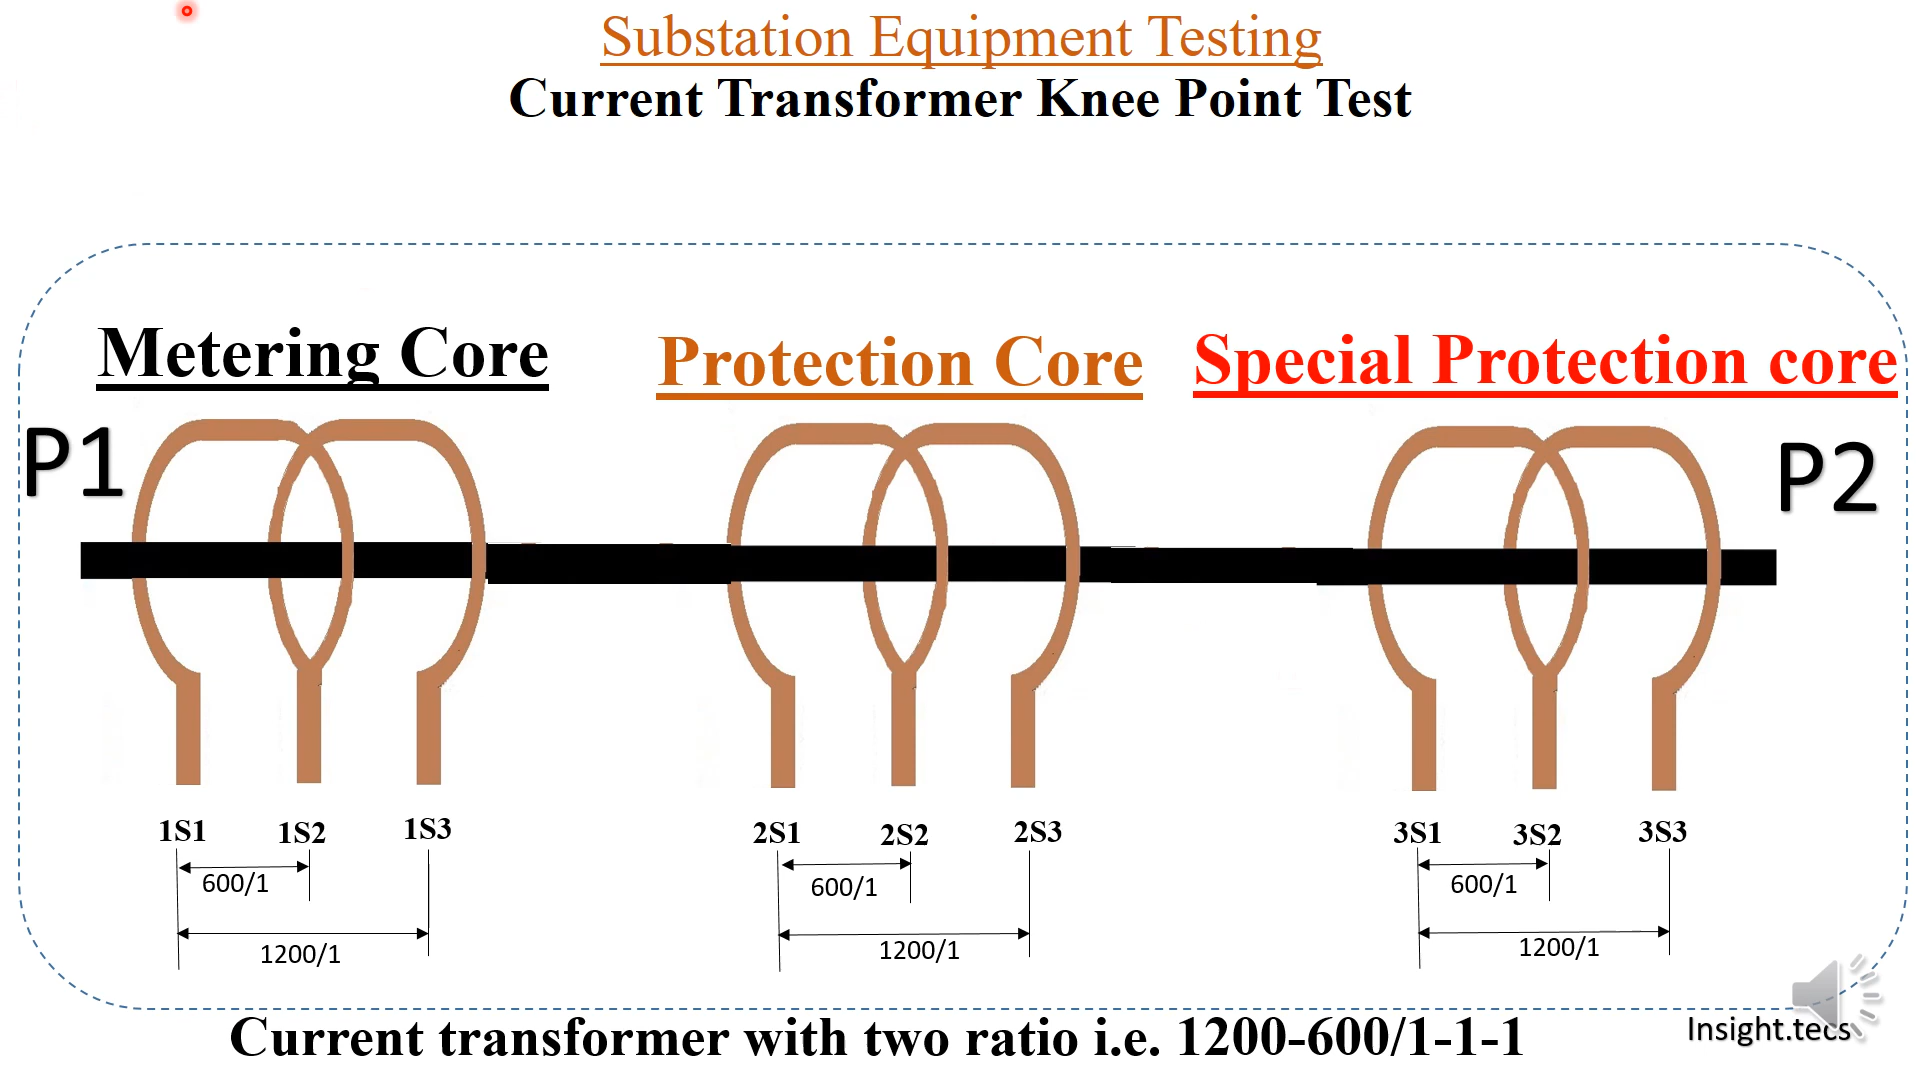 Substation Equipment Testing
Current Transformer Knee Point Test
Metering Core
Protection Core
Special Protection core
P1
P2
1S1
1S2
1S3
2S1
2S2
2S3
3S1
3S2
3S3
600/1
600/1
600/1
1200/1
1200/1
1200/1
Current transformer with two ratio i.e. 1200-600/1-1-1
Insight.tecs